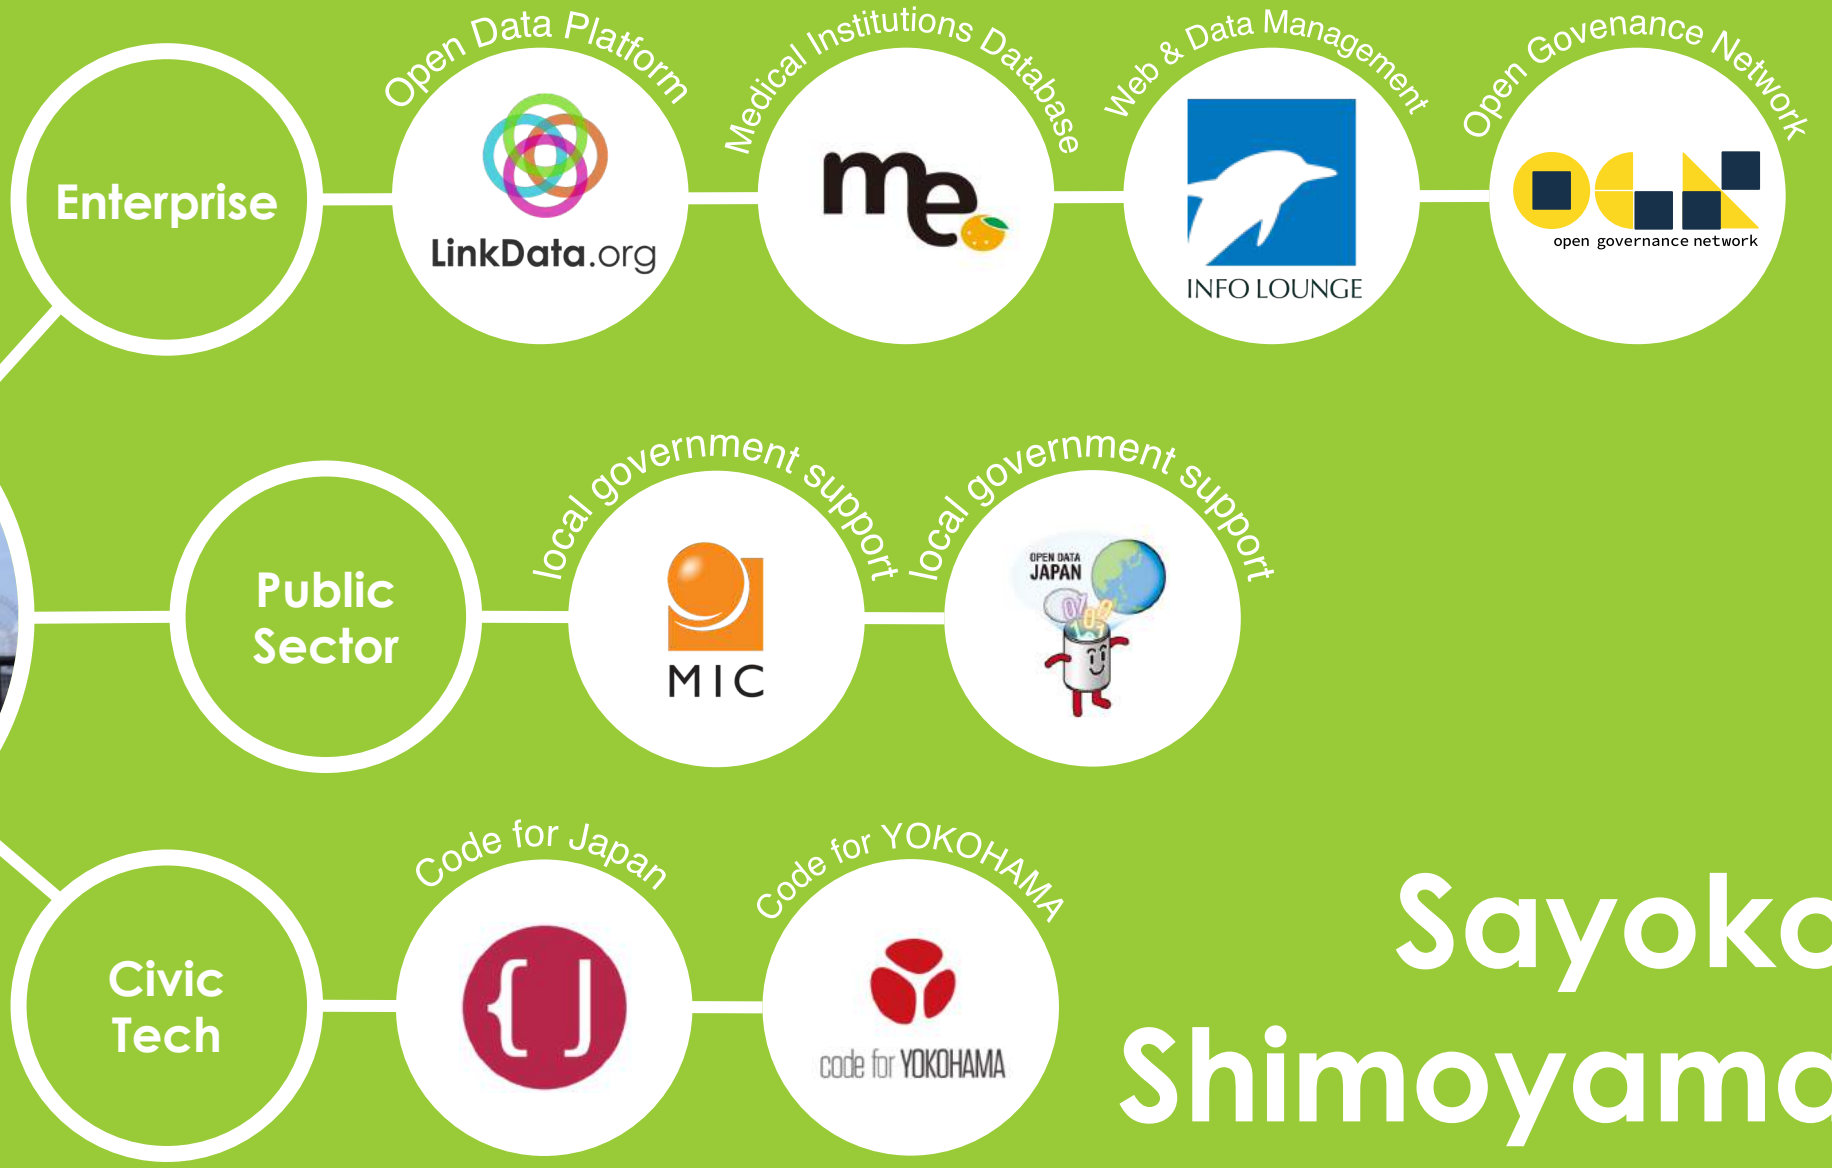 Open Data Platform
Medical Institutions Database
Web & Data Management
Open Govenance Network
Enterprise
LinkData.org
me.
INFO LOUNGE
OGN
open governance network
local government support
local government support
Public
Sector
MIC
OPEN DATA
JAPAN
Code for Japan
Code for YOKOHAMA
Civic
Tech
{ J
code for YOKOHAMA
Sayoko
Shimoyama